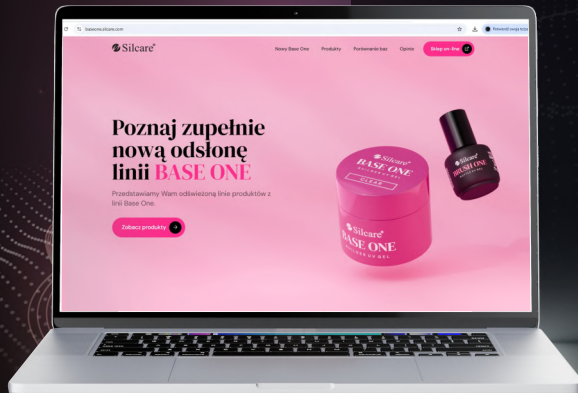 baseone.silcare.com
Silcare®
Nowy Base One
Produkty
Porównanie baz
Opinie
Sklep on-line
Poznaj zupełnie
nową odsłonę
linii BASE ONE
Przedstawiamy Wam odświeżoną linie produktów z
linii Base One.
Zobacz produkty
Silcare®
BASE ONE
CLEAR
Silcare®
BASE ONE
Silcare®
BRUSH ONE